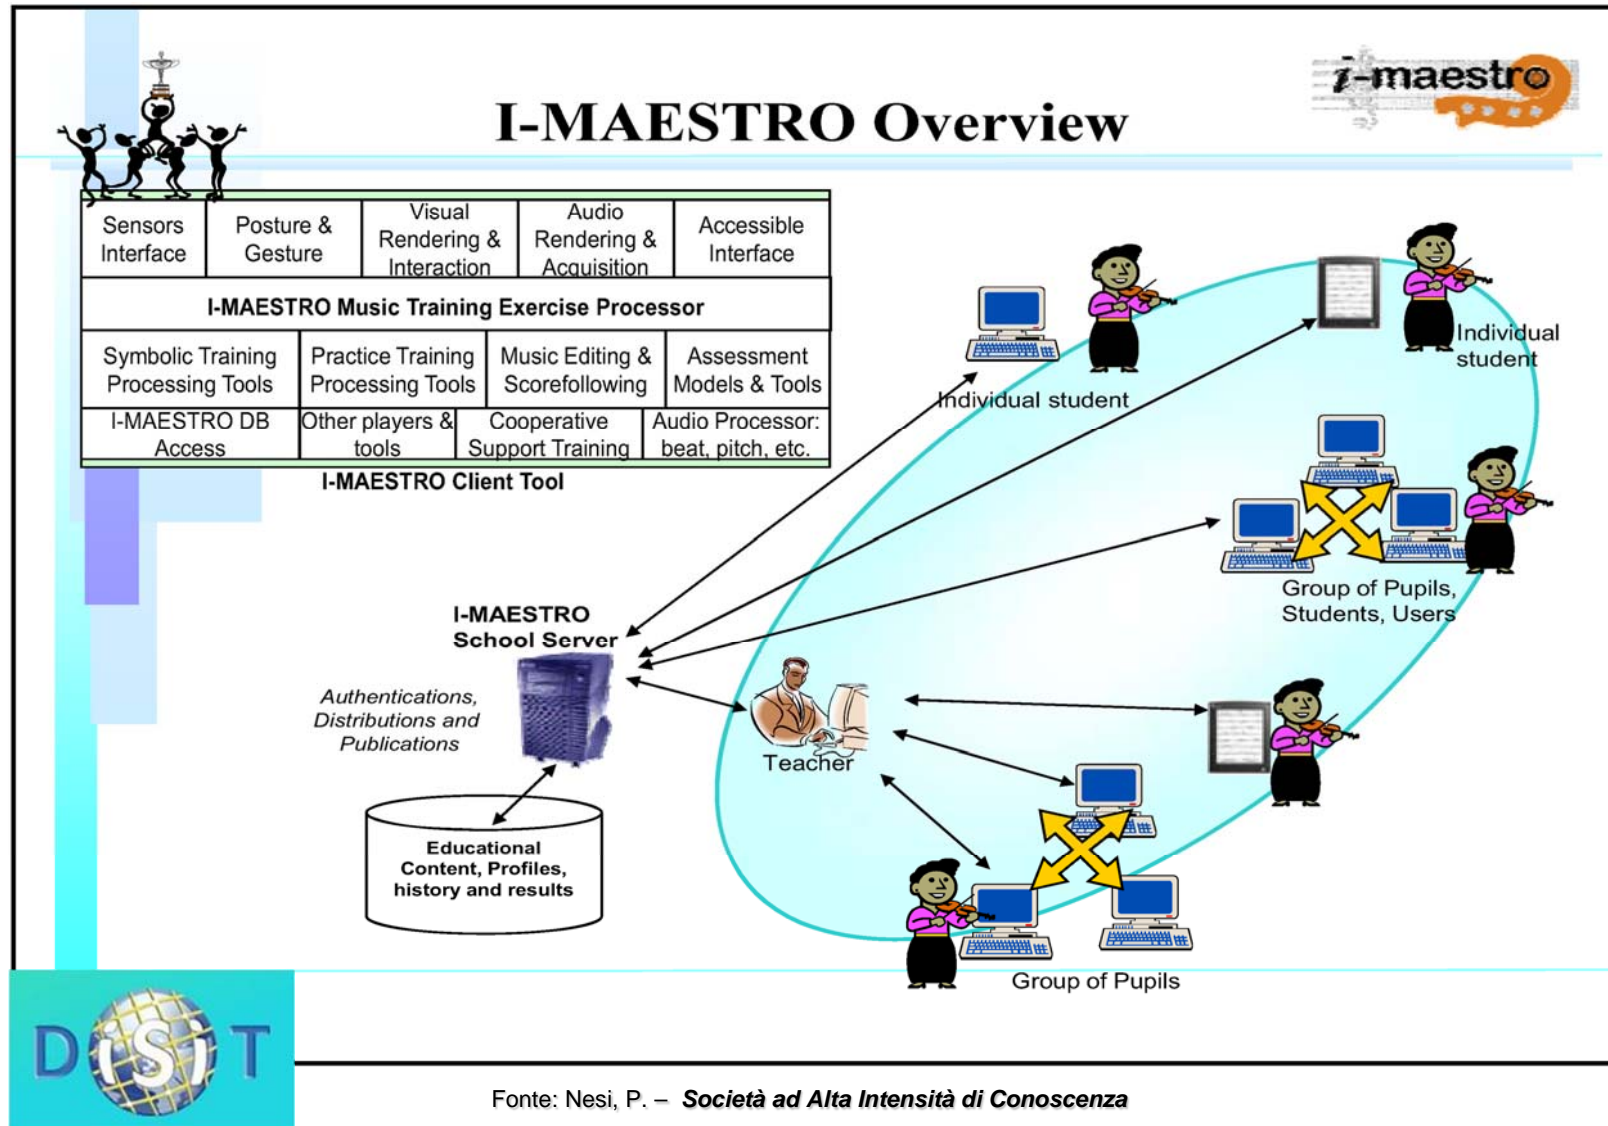 i-maestro
I-MAESTRO Overview
Sensors
Interface
Posture &
Gesture
Visual
Rendering &
Interaction
Audio
Rendering &
Acquisition
Accessible
Interface
I-MAESTRO Music Training Exercise Processor
Symbolic Training
Processing Tools
Practice Training
Processing Tools
Music Editing &
Scorefollowing
Assessment
Models & Tools
I-MAESTRO DB
Access
Other players &
tools
Cooperative
Support Training
Audio Processor:
beat, pitch, etc.
I-MAESTRO Client Tool
Individual student
Individual
student
Group of Pupils,
Students, Users
I-MAESTRO
School Server
Authentications,
Distributions and
Publications
Teacher
Educational
Content, Profiles,
history and results
Group of Pupils
DiSiT
Fonte: Nesi, P. – Società ad Alta Intensità di Conoscenza